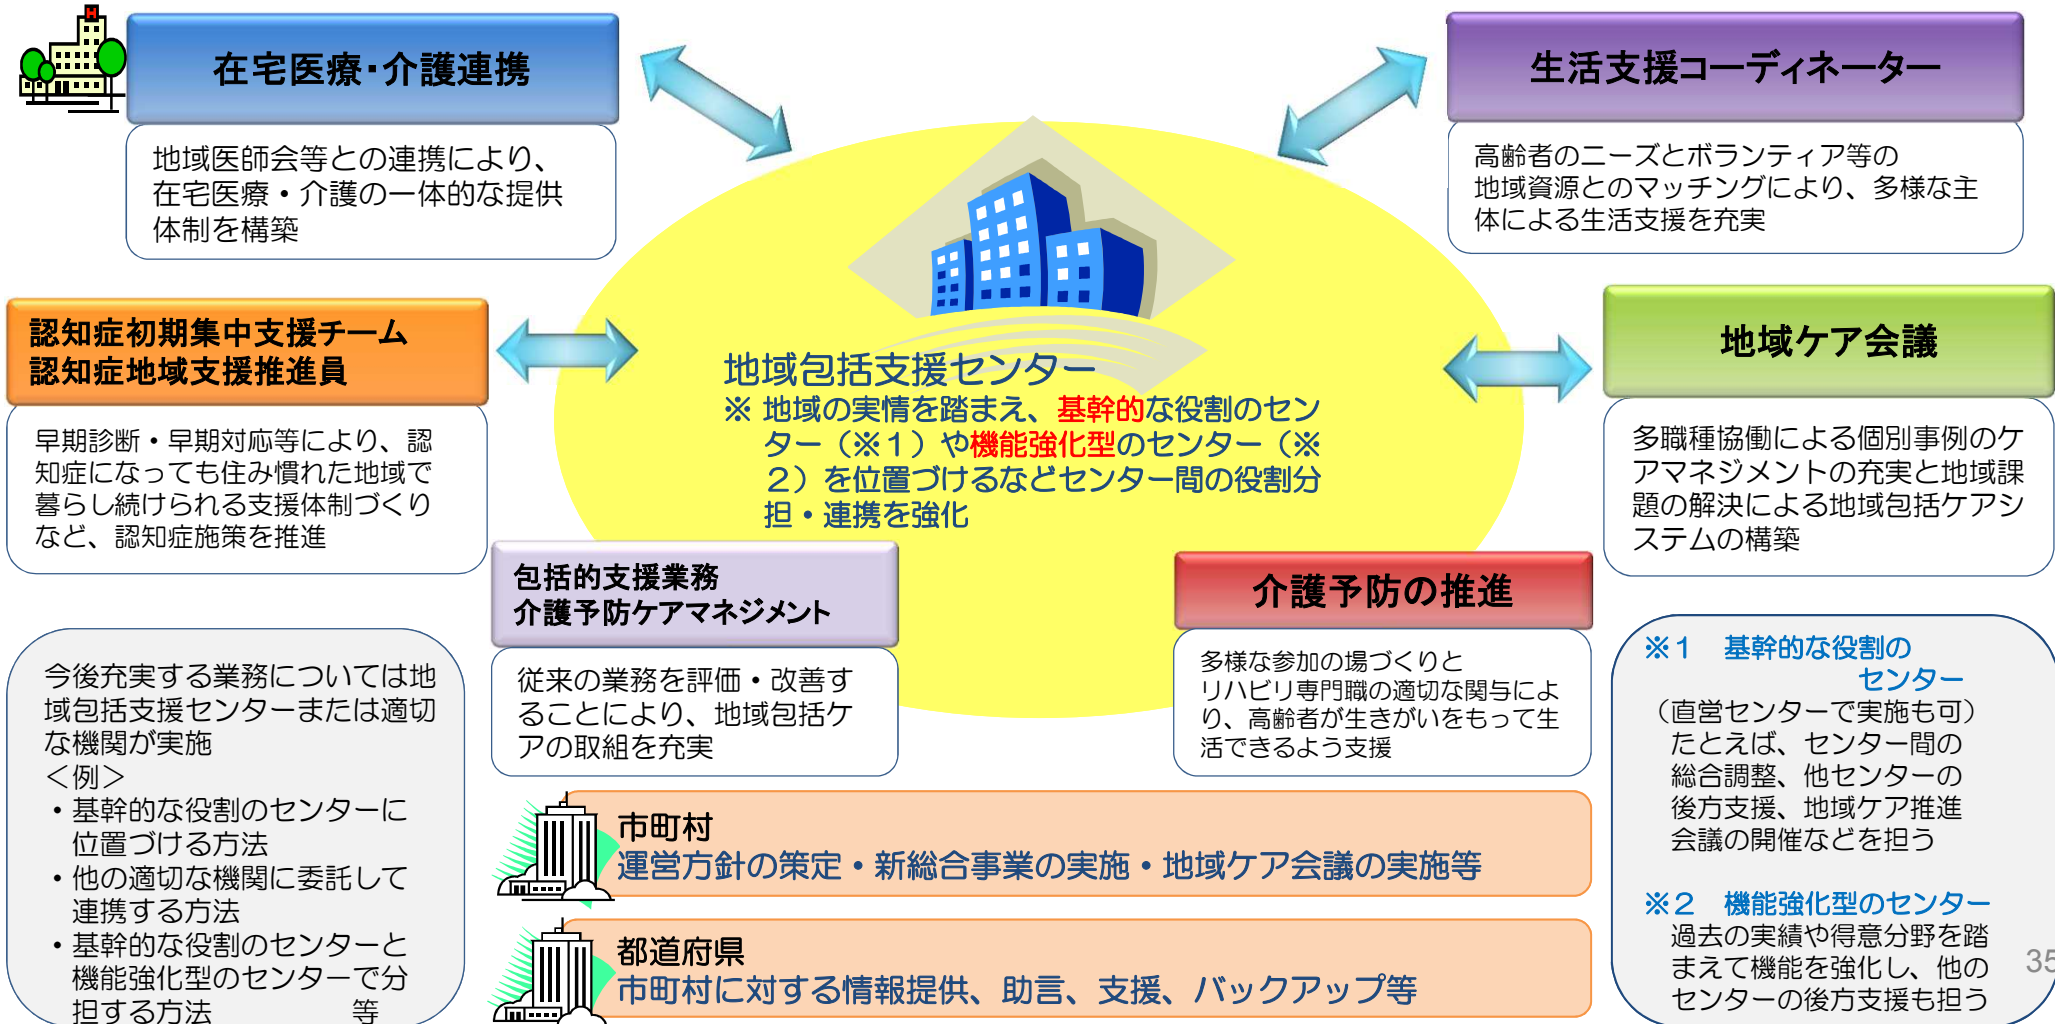 在宅医療・介護連携
地域医師会等との連携により、
在宅医療・介護の一体的な提供
体制を構築
生活支援コーディネーター
高齢者のニーズとボランティア等の
地域資源とのマッチングにより、多様な主
体による生活支援を充実
認知症初期集中支援チーム
認知症地域支援推進員
早期診断・早期対応等により、認
知症になっても住み慣れた地域で
暮らし続けられる支援体制づくり
など、認知症施策を推進
地域包括支援センター
※ 地域の実情を踏まえ、基幹的な役割のセン
ター（※１）や機能強化型のセンター（※
２）を位置づけるなどセンター間の役割分
担・連携を強化
地域ケア会議
多職種協働による個別事例のケ
アマネジメントの充実と地域課
題の解決による地域包括ケアシ
ステムの構築
包括的支援業務
介護予防ケアマネジメント
従来の業務を評価・改善す
ることにより、地域包括ケ
アの取組を充実
介護予防の推進
多様な参加の場づくりと
リハビリ専門職の適切な関与によ
り、高齢者が生きがいをもって生
活できるよう支援
今後充実する業務については地
域包括支援センターまたは適切
な機関が実施
＜例＞
・基幹的な役割のセンターに
位置づける方法
・他の適切な機関に委託して
連携する方法
・基幹的な役割のセンターと
機能強化型のセンターで分
担する方法 等
市町村
運営方針の策定・新総合事業の実施・地域ケア会議の実施等
都道府県
市町村に対する情報提供、助言、支援、バックアップ等
※１ 基幹的な役割の
センター
（直営センターで実施も可）
たとえば、センター間の
総合調整、他センターの
後方支援、地域ケア推進
会議の開催などを担う
※２ 機能強化型のセンター
過去の実績や得意分野を踏
まえて機能を強化し、他の
センターの後方支援も担う
35